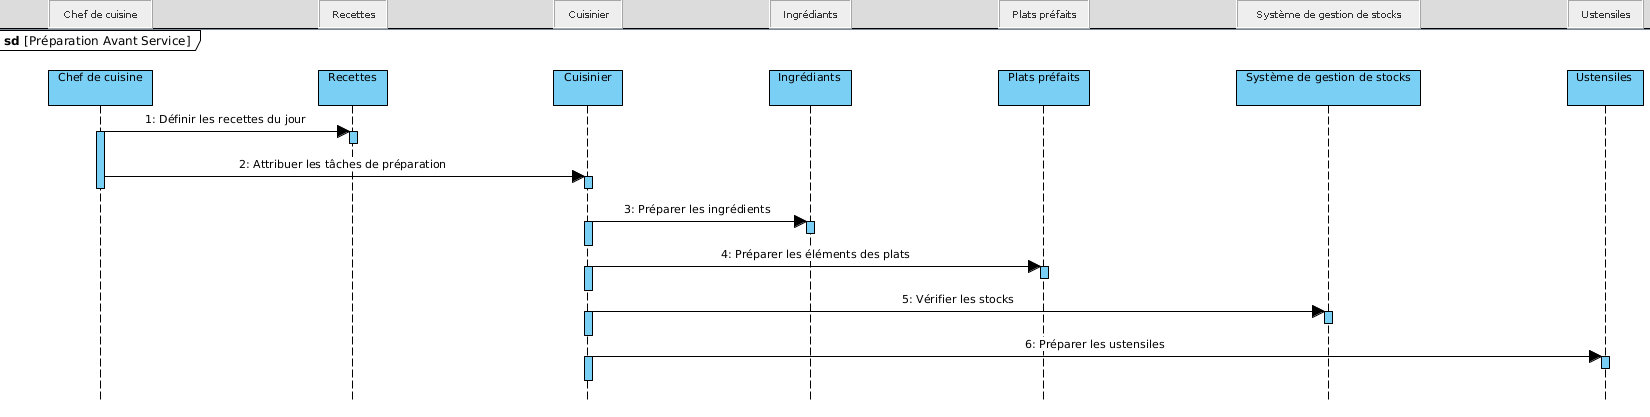 Chef de cuisine
Recettes
Cuisinier
Ingrédiants
Plats préfaits
Système de gestion de stocks
Ustensiles
sd [Préparation Avant Service]
Chef de cuisine
Recettes
Cuisinier
Ingrédiants
Plats préfaits
Système de gestion de stocks
Ustensiles
1: Définir les recettes du jour
2: Attribuer les tâches de préparation
3: Préparer les ingrédients
4: Préparer les éléments des plats
5: Vérifier les stocks
6: Préparer les ustensiles